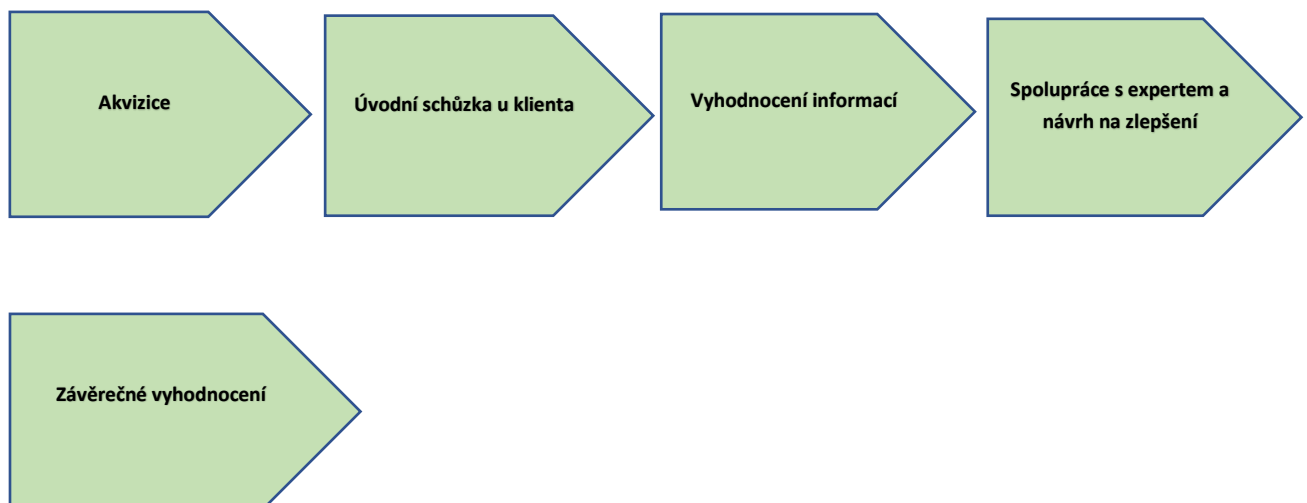 Akvizice
Úvodní schůzka u klienta
Vyhodnocení informací
Spolupráce s expertem a
návrh na zlepšení
Závěrečné vyhodnocení